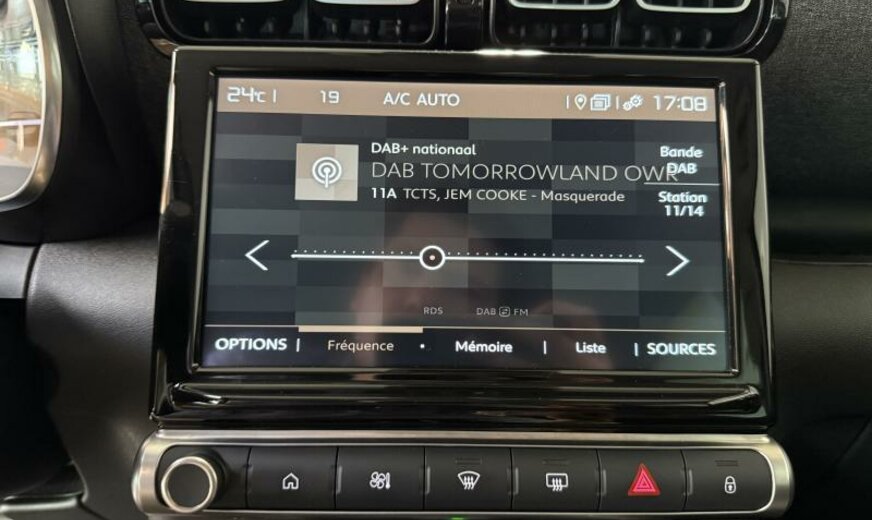 24°C | 19 A/C AUTO | | 17:08
DAB+ nationaal
DAB TOMORROWLAND OWR
11A TCTS, JEM COOKE - Masquerade
Bande
DAB
Station
11/14
RDS DAB FM
OPTIONS | Fréquence • Mémoire | Liste | SOURCES